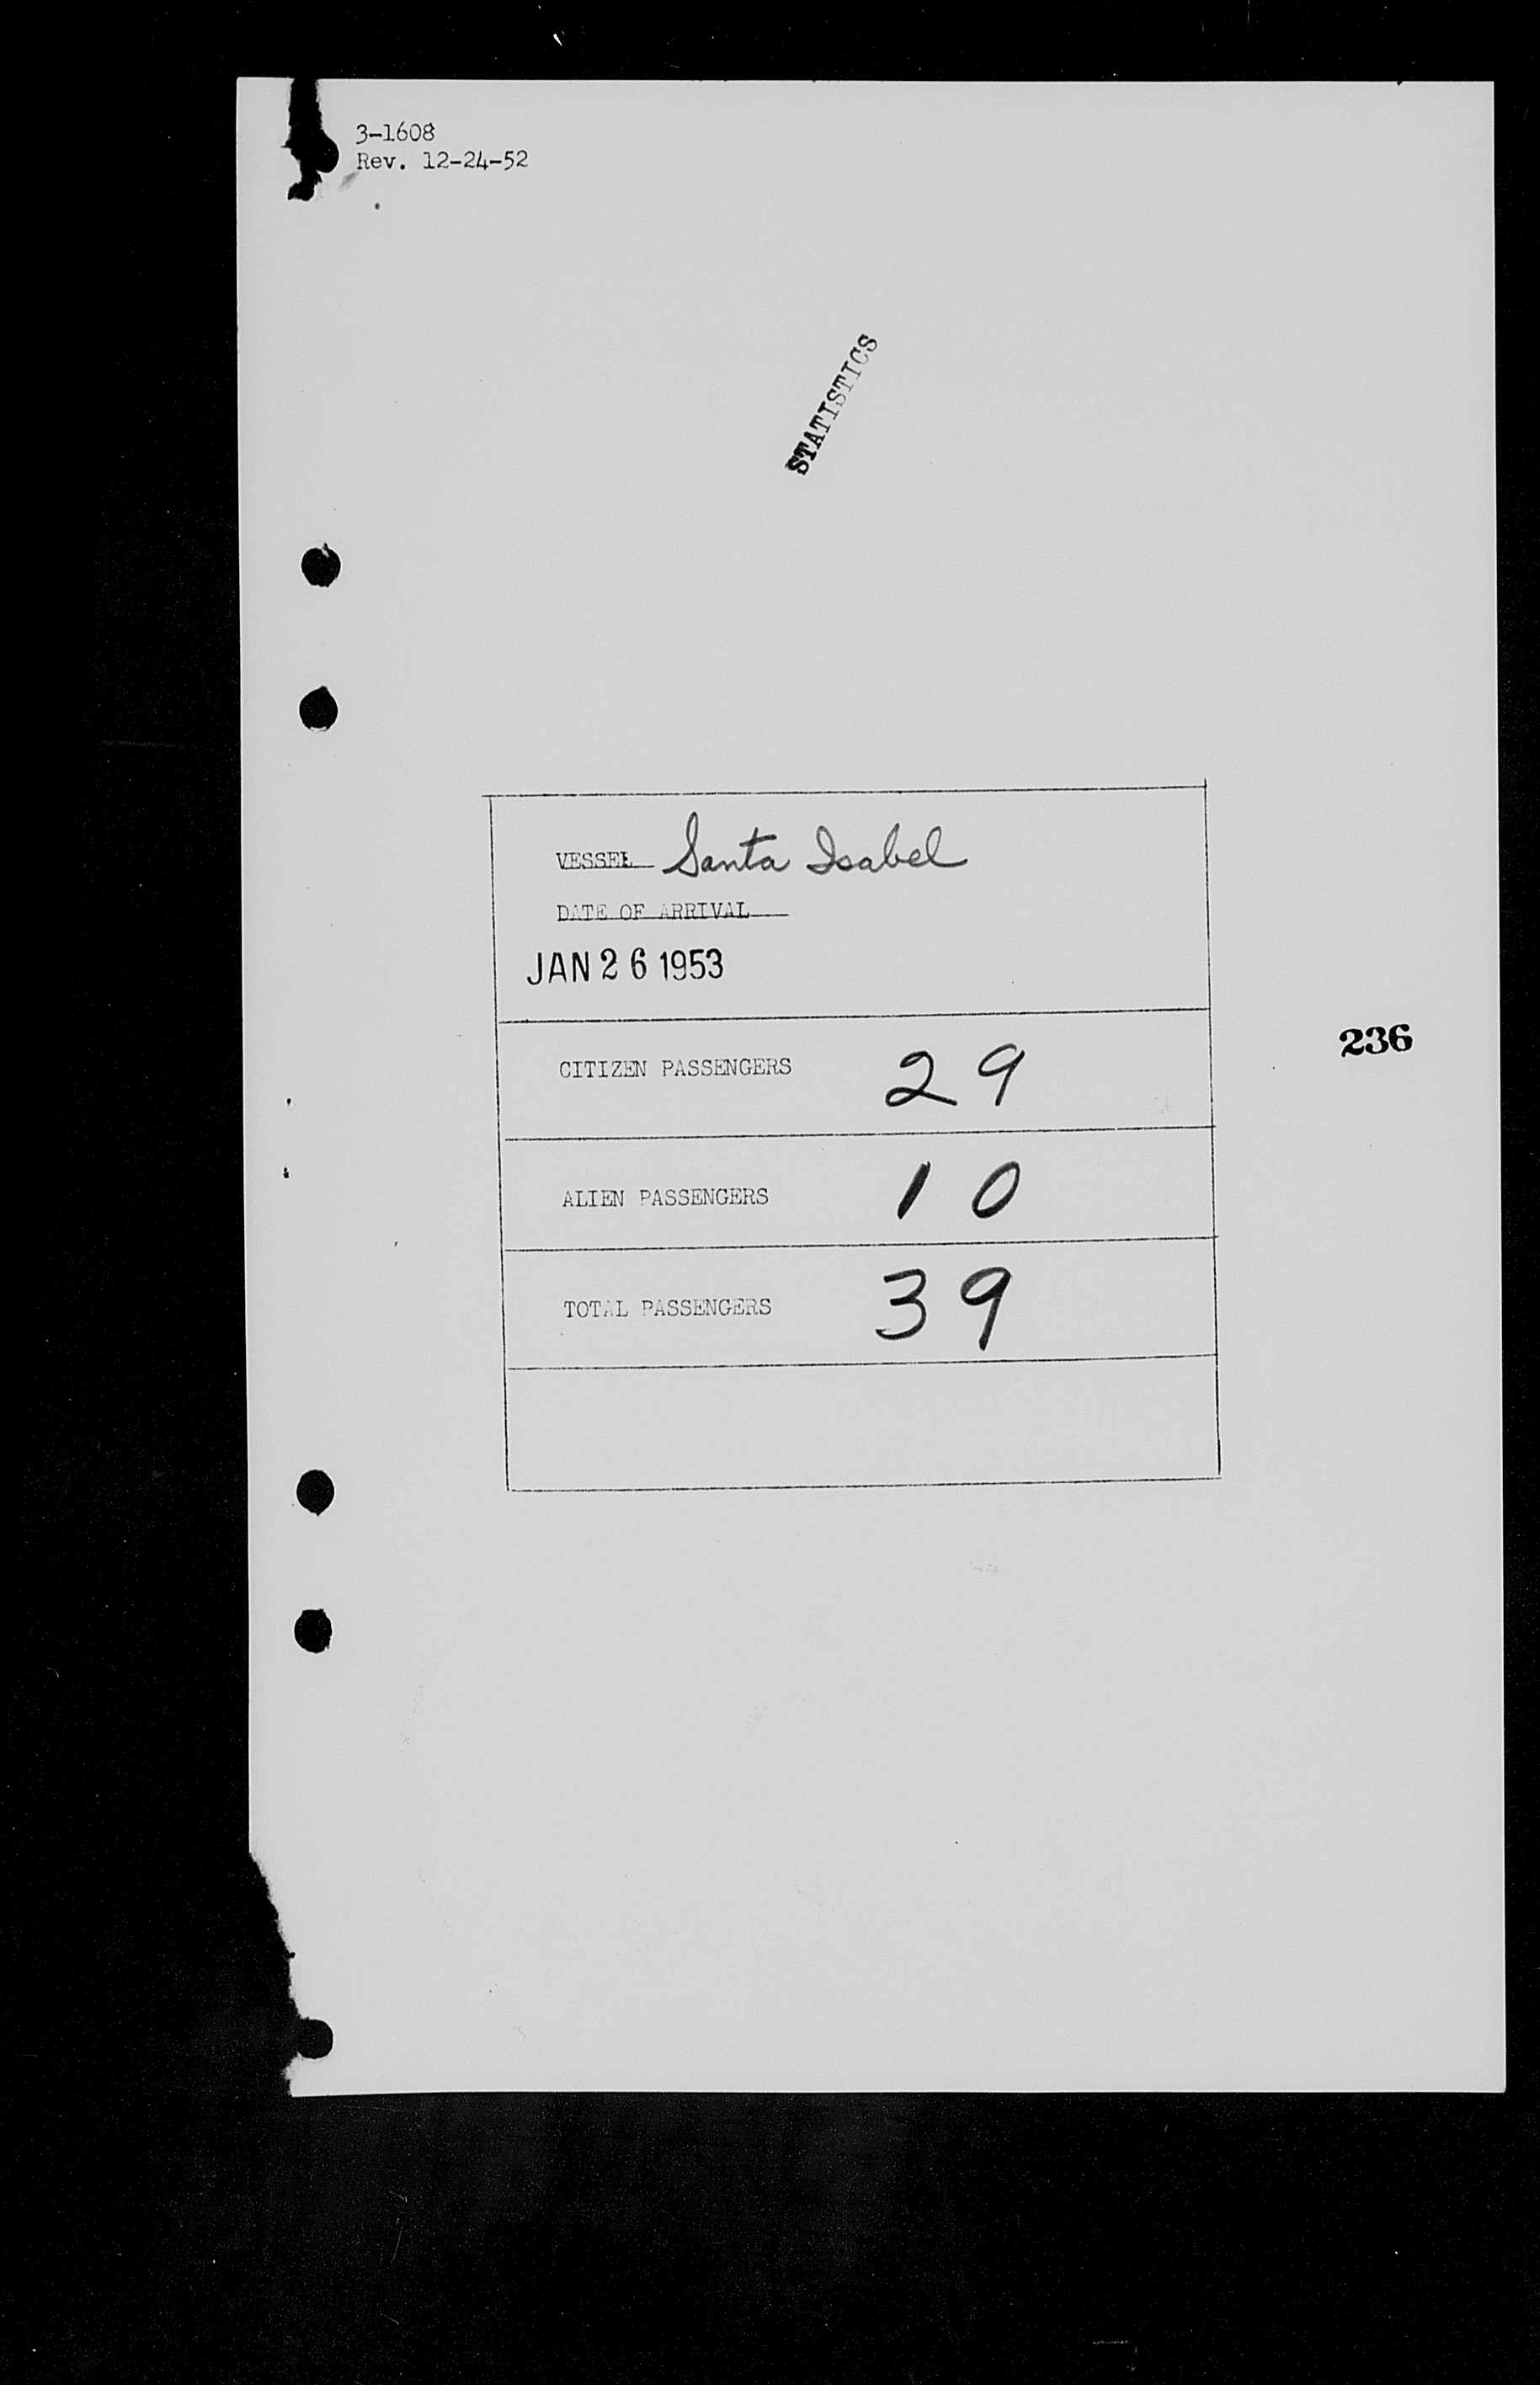 3-1608
Rev. 12-24-52
STATISTICS
VESSEL Santa Isabel
DATE OF ARRIVAL
JAN 26 1953
CITIZEN PASSENGERS 29
236
ALIEN PASSENGERS 10
TOTAL PASSENGERS 39